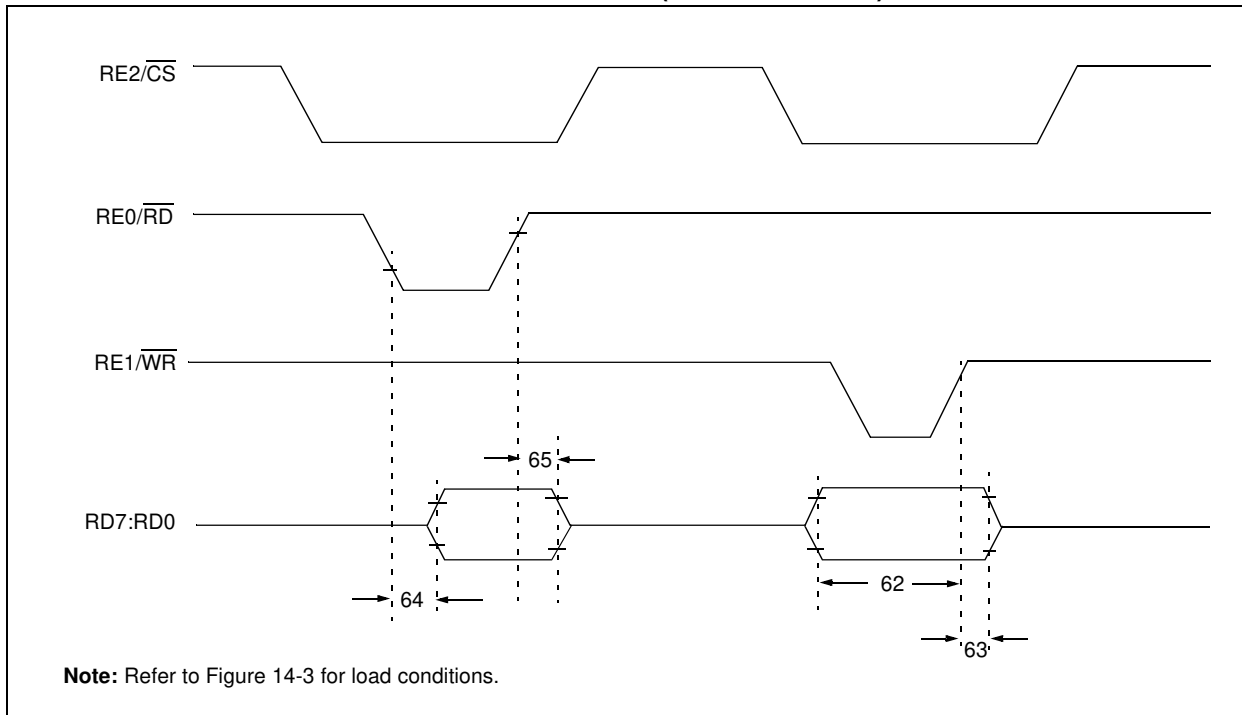 RE2/CS
RE0/RD
RE1/WR
65
RD7:RD0
62
64
63
Note: Refer to Figure 14-3 for load conditions.